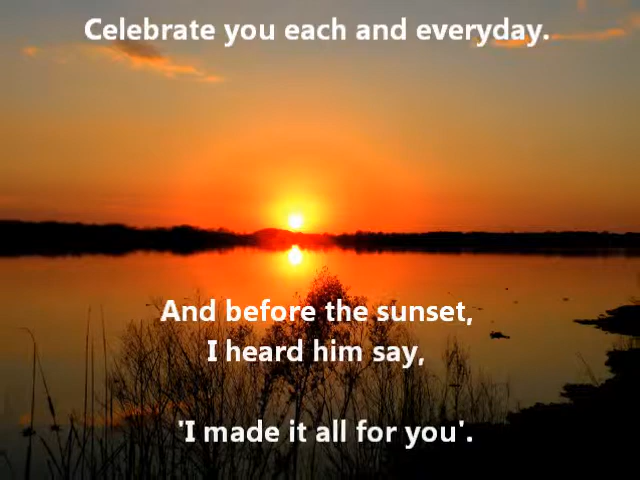 Celebrate you each and everyday.
And before the sunset,
I heard him say,
'I made it all for you'.